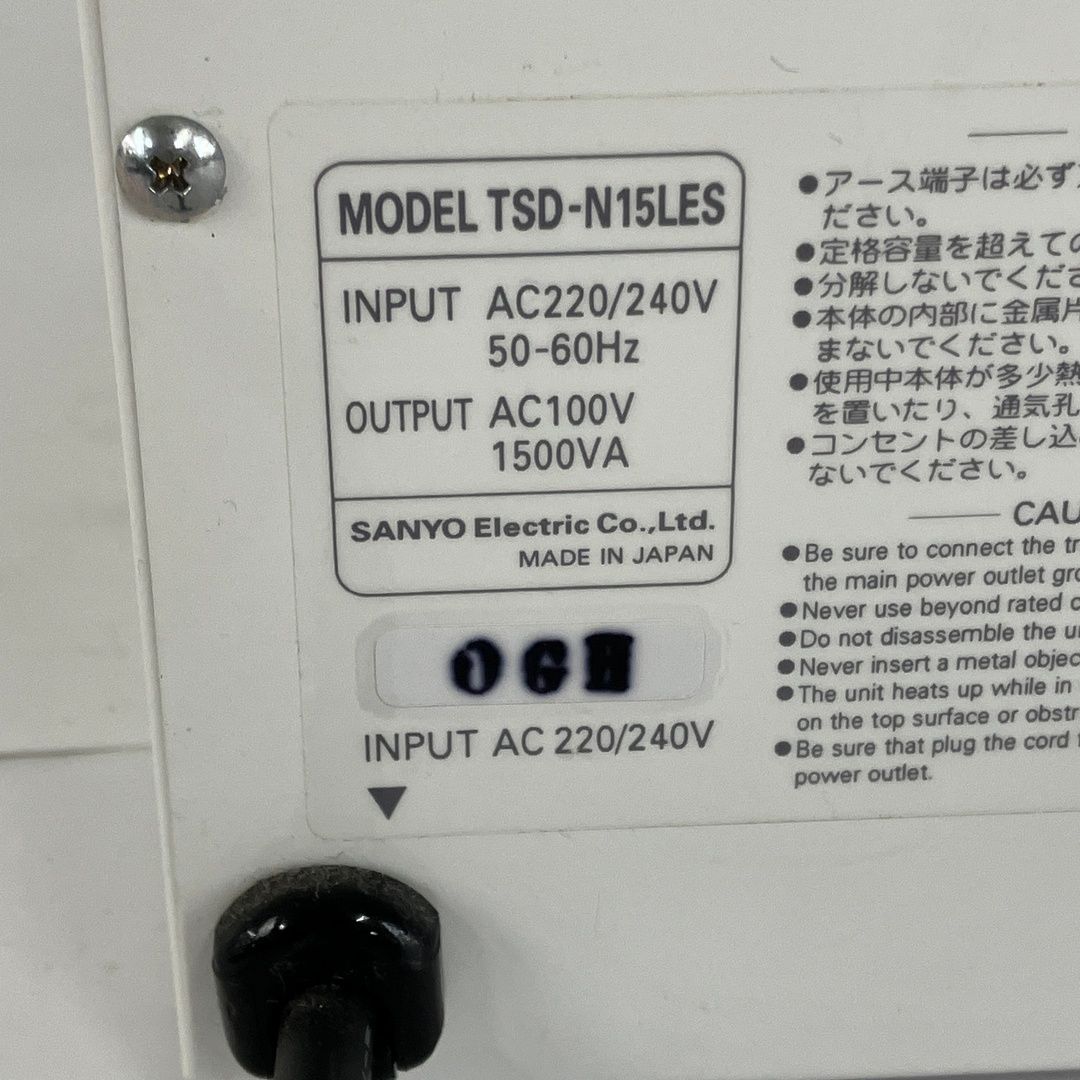 MODEL TSD-N15LES
INPUT AC220/240V
50-60Hz
OUTPUT AC100V
1500VA
SANYO Electric Co.,Ltd.
MADE IN JAPAN
INPUT AC 220/240V
▼
●アース端子は必ず
ださい。
●定格容量を超えての
●分解しないでくださ
●本体の内部に金属片
まないでください。
●使用中本体が多少熱
を置いたり、通気孔
●コンセントの差し込
ないでください。
CAU
●Be sure to connect the tr
the main power outlet gro
●Never use beyond rated c
●Do not disassemble the u
●Never insert a metal objec
●The unit heats up while in
on the top surface or obstr
●Be sure that plug the cord
power outlet.